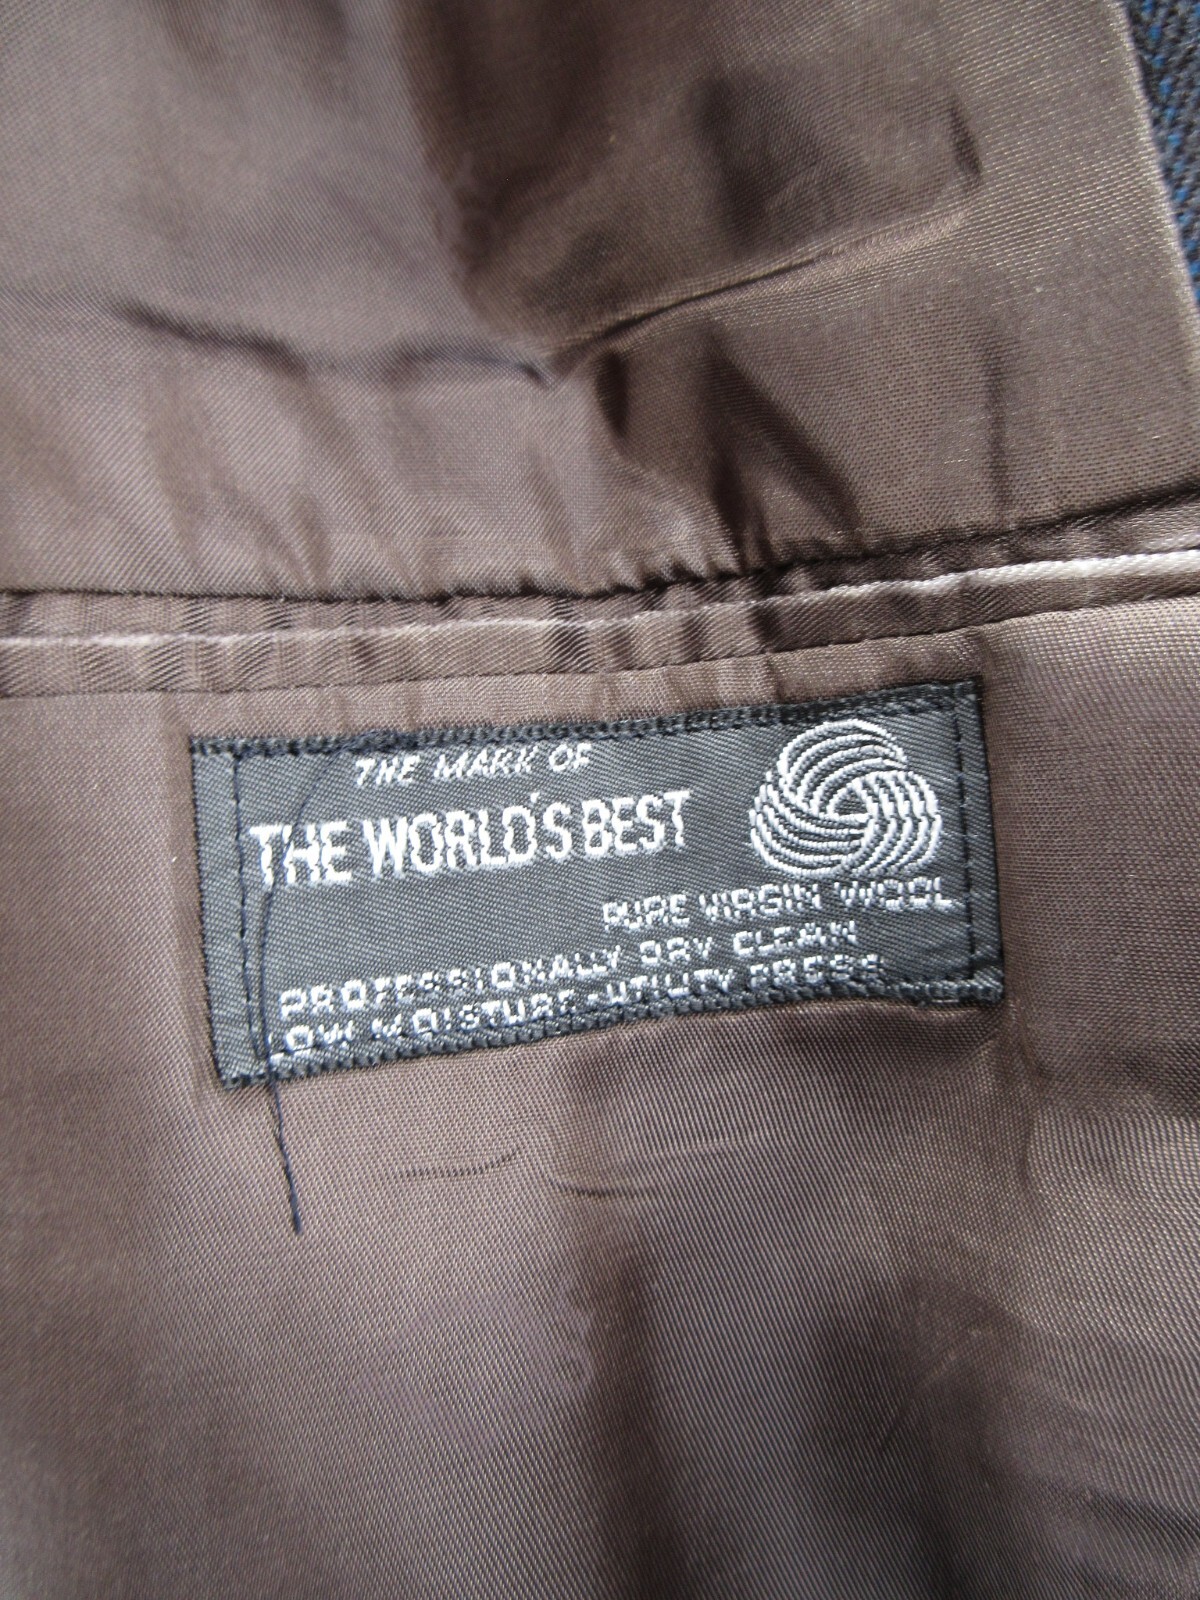 THE MARK OF
THE WORLD'S BEST
PURE VIRGIN WOOL
PROFESSIONALLY DRY CLEAN
LOW MOISTURE - UTILITY PRESS